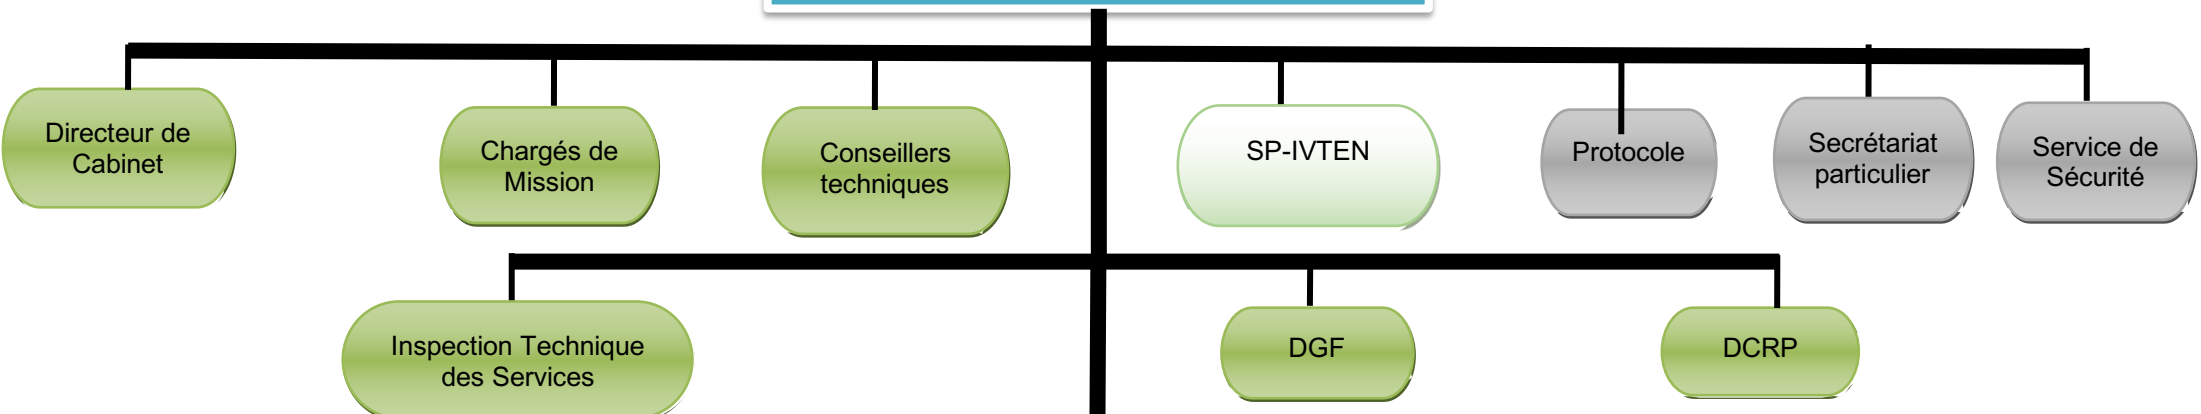 Directeur de
Cabinet
Chargés de
Mission
Conseillers
techniques
SP-IVTEN
Protocole
Secrétariat
particulier
Service de
Sécurité
Inspection Technique
des Services
DGF
DCRP